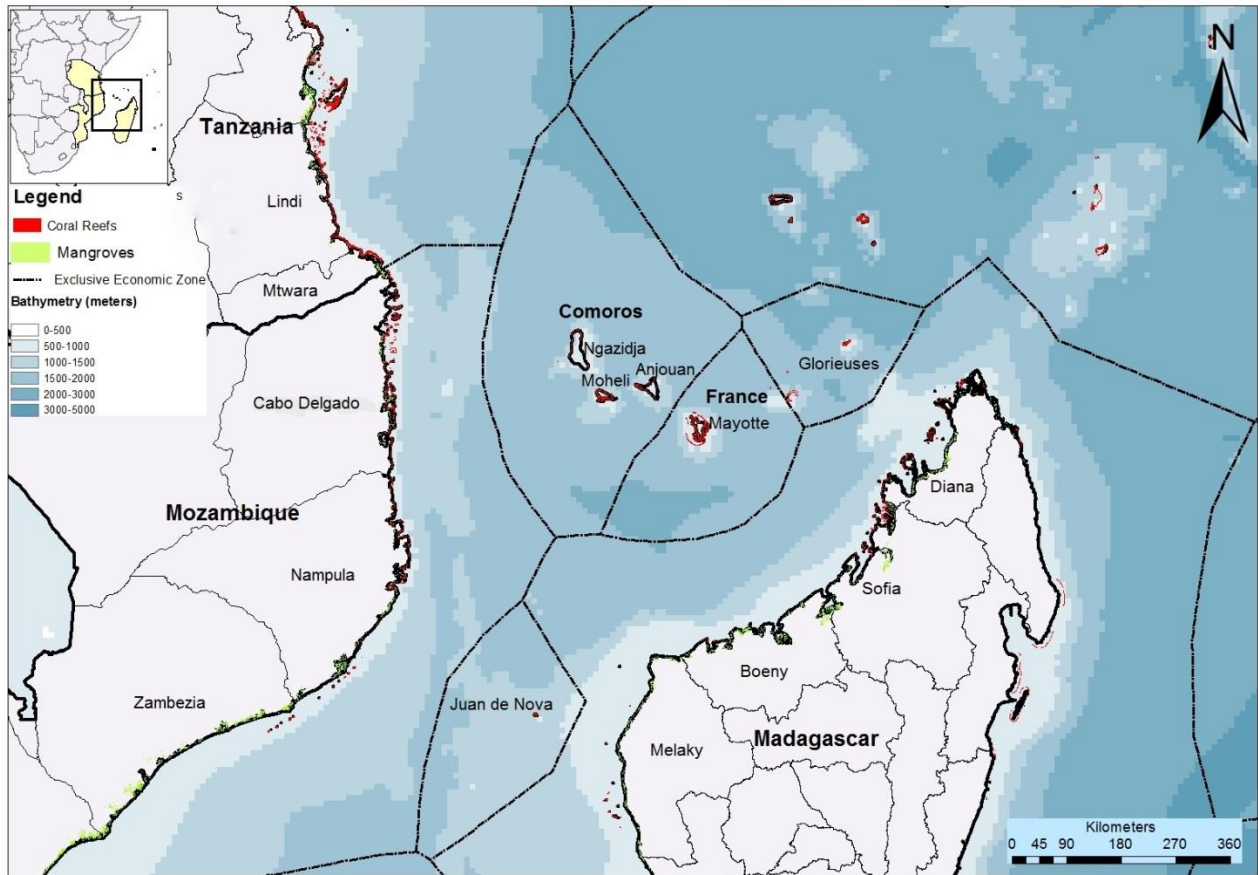 N
Tanzania
Legend
s
Coral Reefs
Lindi
Mangroves
Exclusive Economic Zone
Mtwara
Bathymetry (meters)
0-500
500-1000
1000-1500
1500-2000
2000-3000
3000-5000
Comoros
Ngazidja
Glorieuses
Moheli
Anjouan
Cabo Delgado
France
Mayotte
Diana
Mozambique
Nampula
Sofia
Boeny
Zambezia
Juan de Nova
Melaky
Madagascar
Kilometers
0 45 90 180 270 360